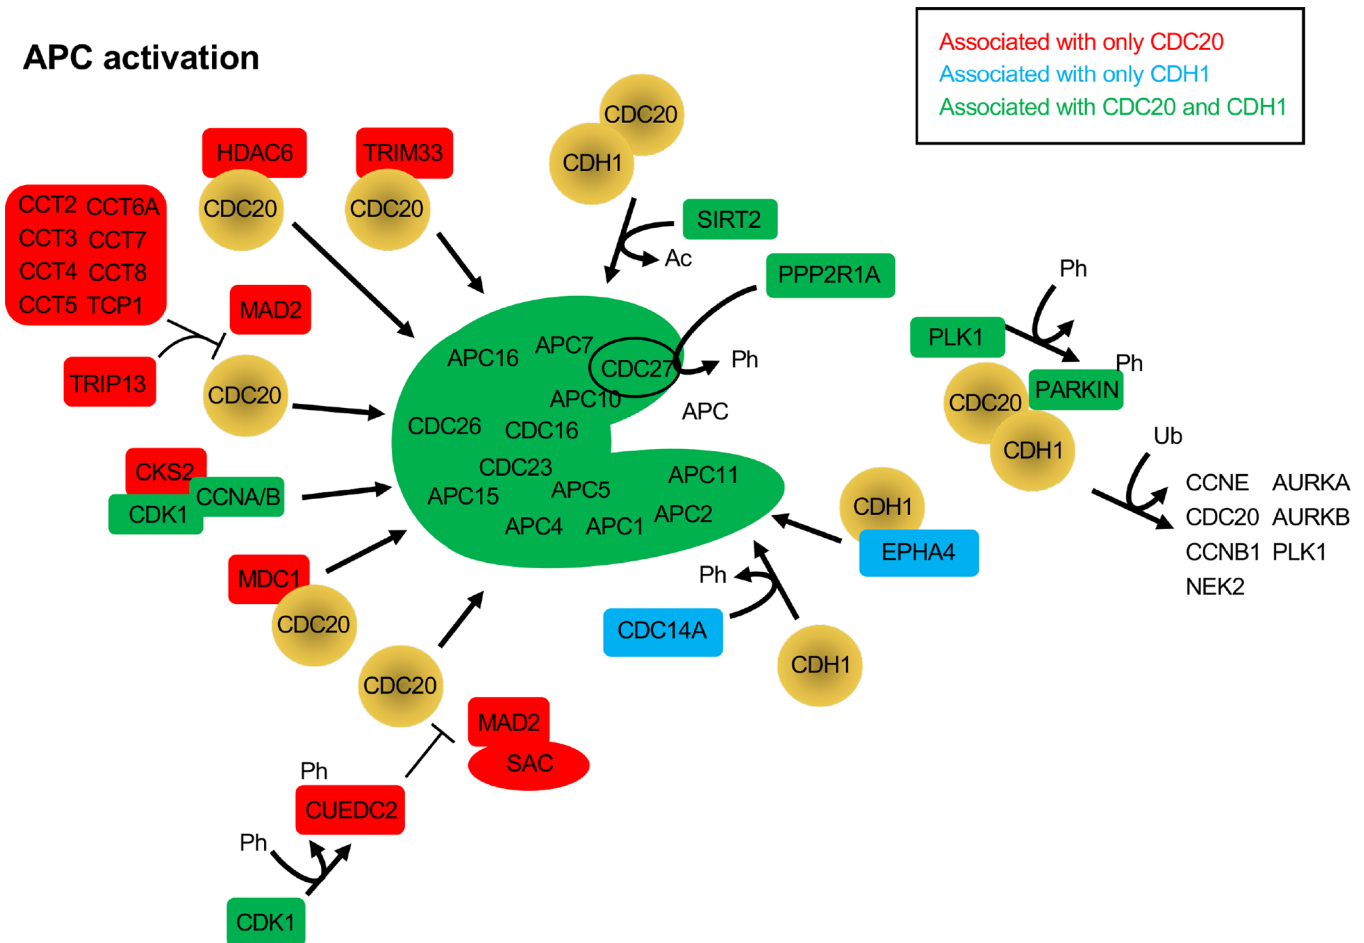 APC activation
Associated with only CDC20
Associated with only CDH1
Associated with CDC20 and CDH1
HDAC6
CDC20
TRIM33
CDC20
CDC20
CDH1
SIRT2
Ac
PPP2R1A
CCT2 CCT6A
CCT3 CCT7
CCT4 CCT8
CCT5 TCP1
MAD2
TRIP13
CDC20
CKS2
CCNA/B
CDK1
MDC1
CDC20
CDC20
MAD2
SAC
Ph
CUEDC2
Ph
CDK1
APC16
APC7
CDC27
Ph
APC10
APC
CDC26
CDC16
CDC23
APC11
APC15
APC5
APC2
APC4
APC1
CDH1
EPHA4
Ph
CDC14A
CDH1
Ph
PLK1
Ph
PARKIN
CDC20
CDH1
Ub
CCNE AURKA
CDC20 AURKB
CCNB1 PLK1
NEK2